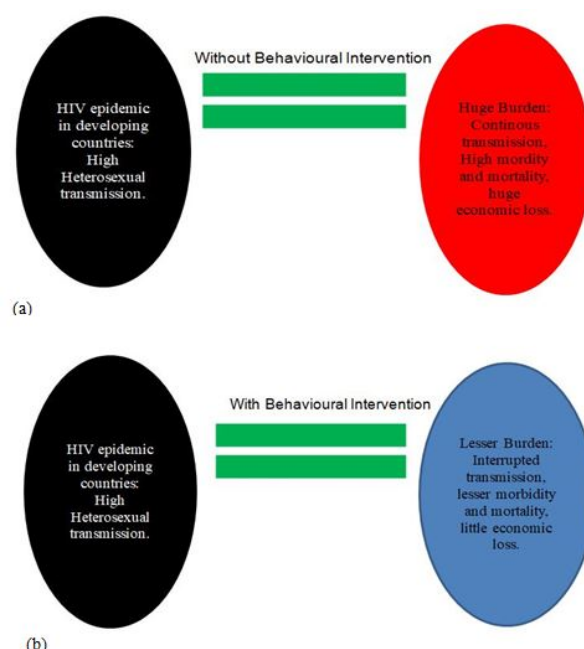 Without Behavioural Intervention
HIV epidemic
in developing
countries:
High
Heterosexual
transmission.
Huge Burden:
Continous
transmission,
High mordity
and mortality,
huge
economic loss.
(a)
With Behavioural Intervention
HIV epidemic
in developing
countries:
High
Heterosexual
transmission.
Lesser Burden:
Interrupted
transmission,
lesser morbidity
and mortality,
little economic
loss.
(b)